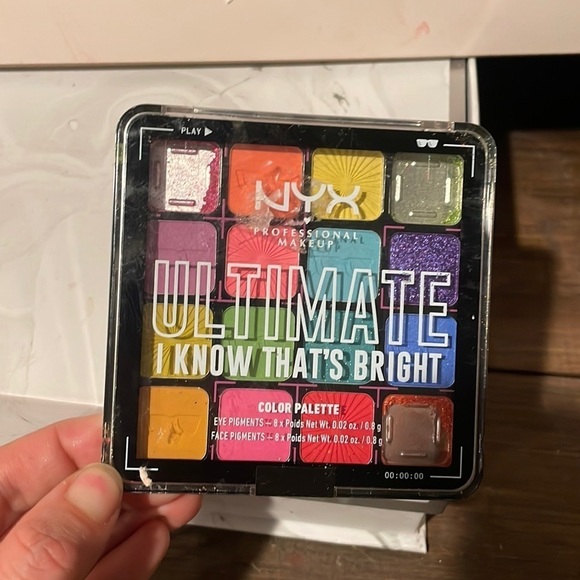 PLAY
NYX
PROFESSIONAL
MAKEUP
ULTIMATE
I KNOW THAT'S BRIGHT
COLOR PALETTE
EYE PIGMENTS – 8 x Poids Net Wt. 0.02 oz. / 0.8 g
FACE PIGMENTS – 8 x Poids Net Wt. 0.02 oz. / 0.8 g
00:00:00